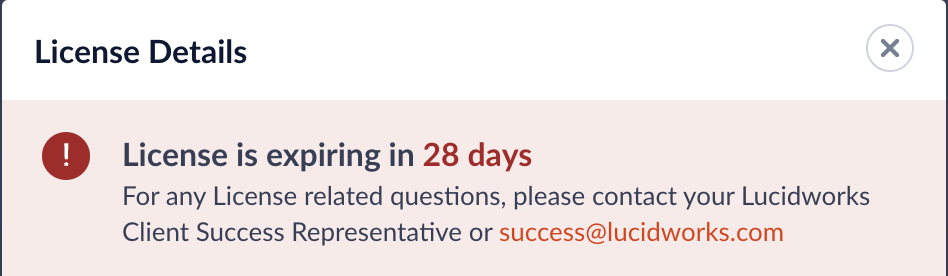 License Details
!
License is expiring in 28 days
For any License related questions, please contact your Lucidworks
Client Success Representative or success@lucidworks.com